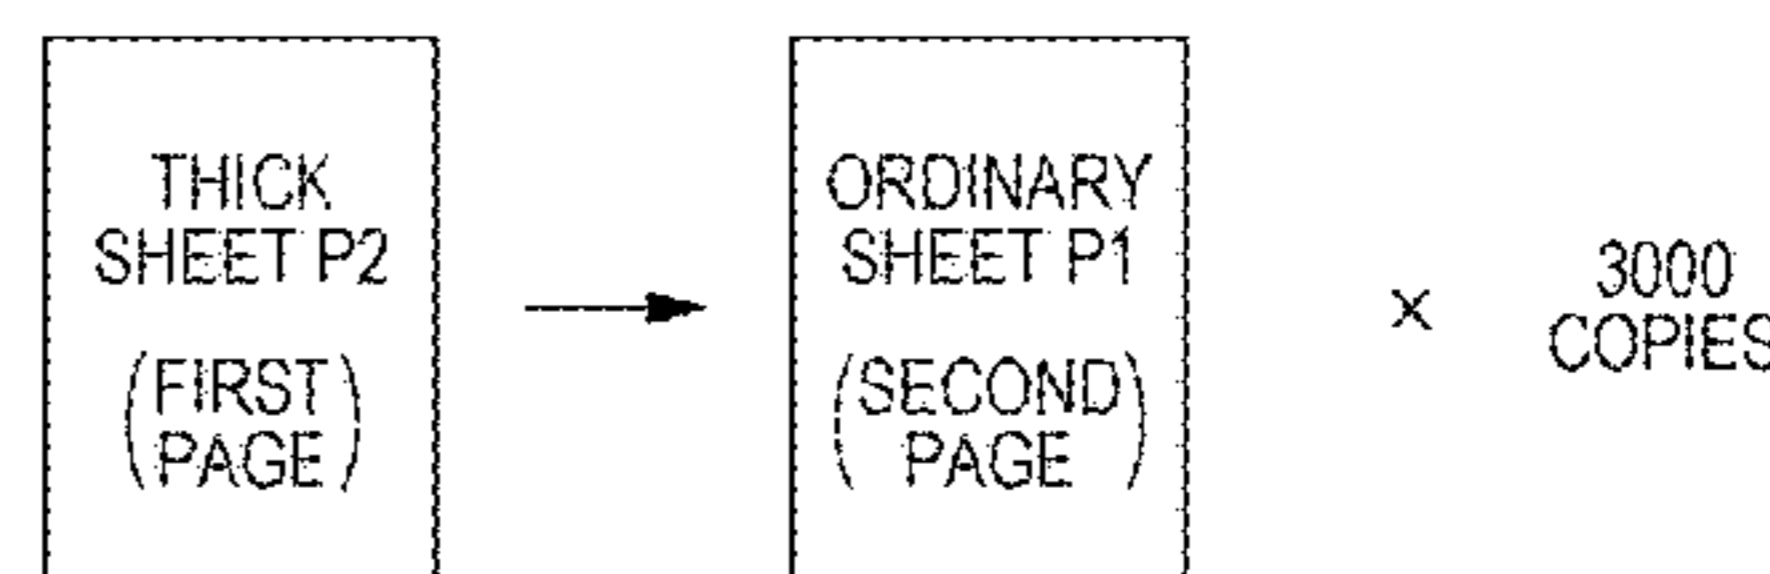 THICK
SHEET P2
(FIRST
PAGE)
ORDINARY
SHEET P1
(SECOND
PAGE)
×
3000
COPIES